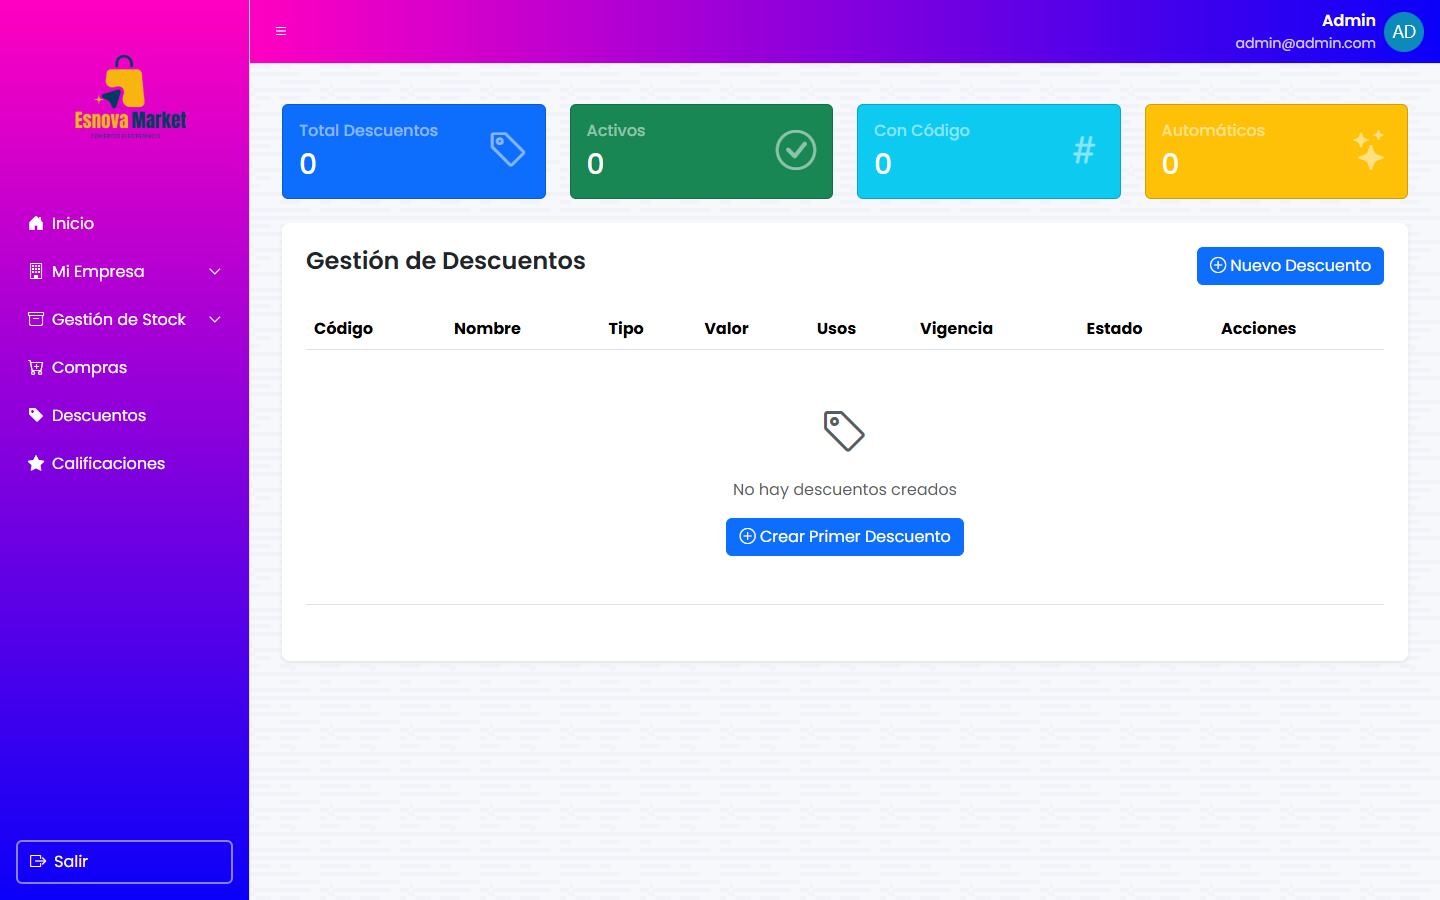 Esnova Market
Inicio
Mi Empresa
Gestión de Stock
Compras
Descuentos
Calificaciones
Salir
Admin
admin@admin.com
AD
Total Descuentos
0
Activos
0
Con Código
0
#
Automáticos
0
Gestión de Descuentos
Nuevo Descuento
Código Nombre Tipo Valor Usos Vigencia Estado Acciones
No hay descuentos creados
Crear Primer Descuento